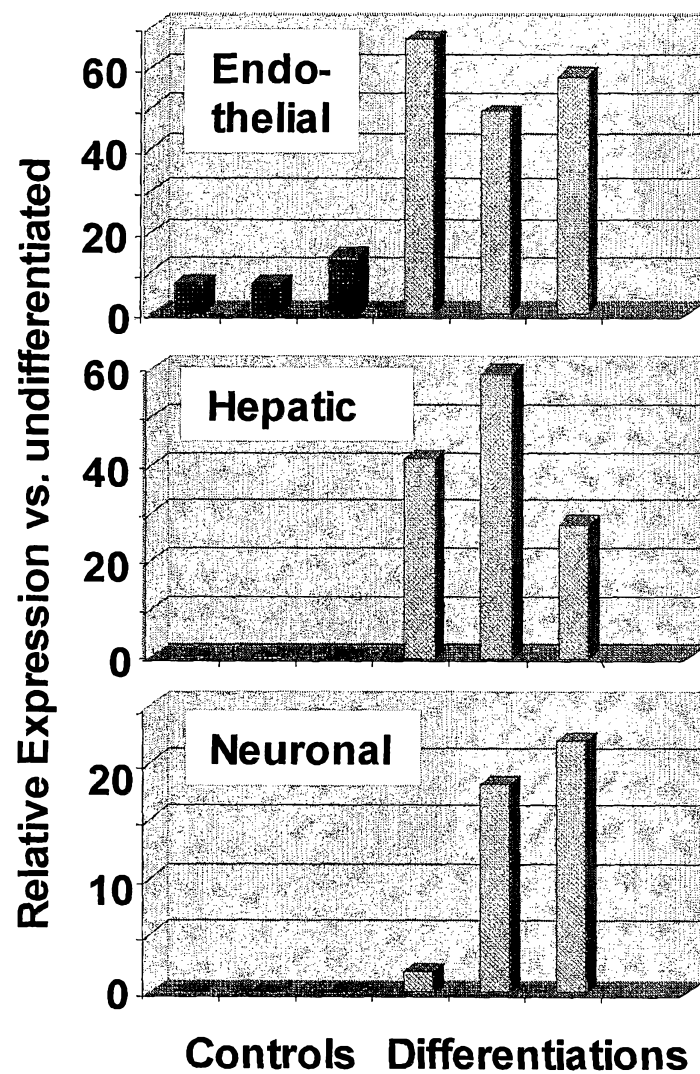 Relative Expression vs. undifferentiated
Endo-
thelial
60
40
20
0
Hepatic
60
40
20
0
Neuronal
20
10
0
Controls Differentiations